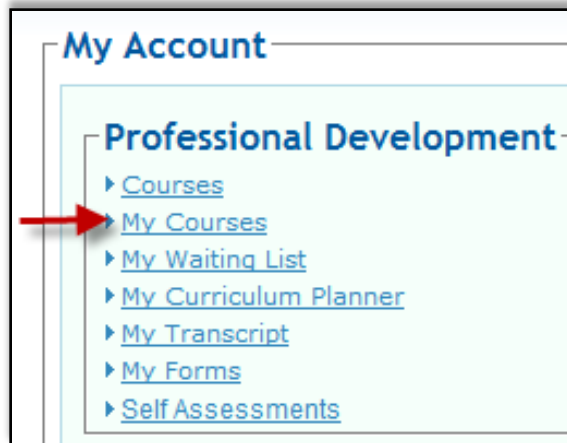 My Account
Professional Development
Courses
My Courses
My Waiting List
My Curriculum Planner
My Transcript
My Forms
Self Assessments